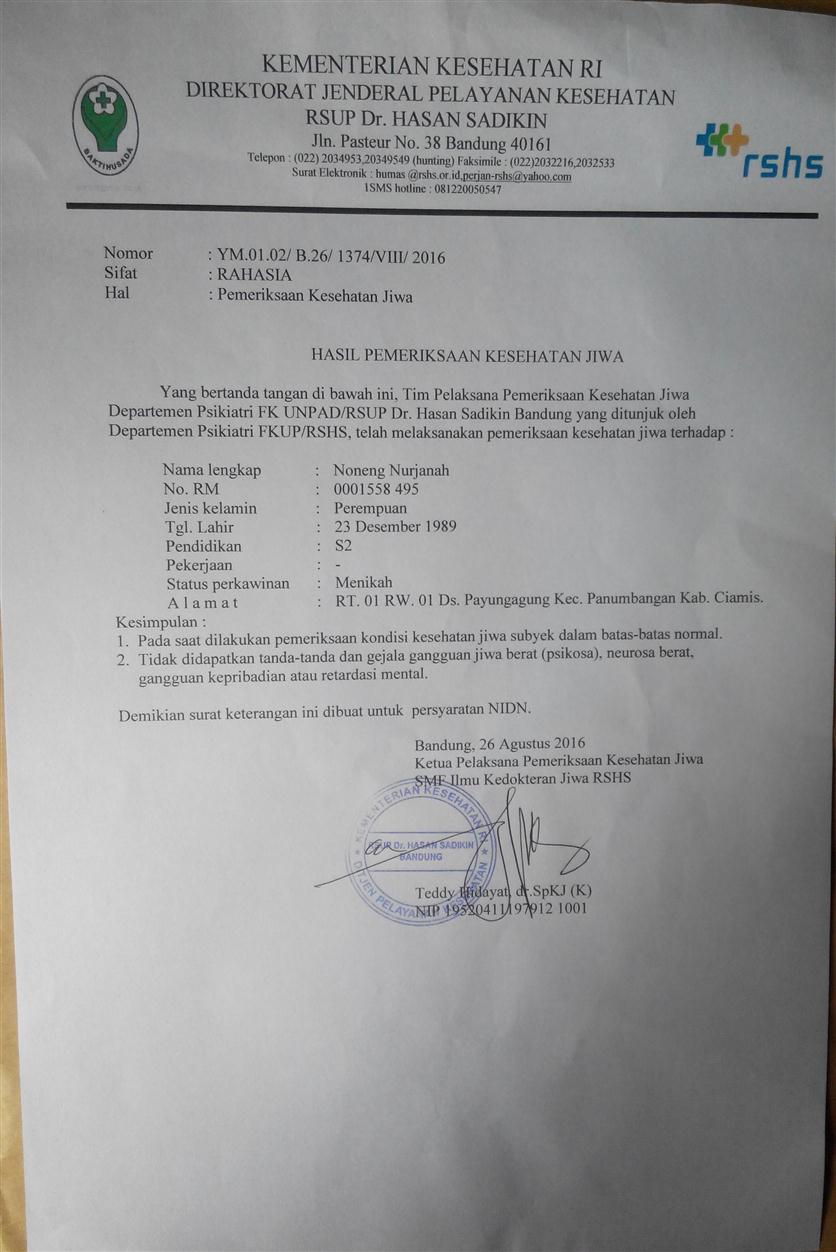 KEMENTERIAN KESEHATAN RI
DIREKTORAT JENDERAL PELAYANAN KESEHATAN
RSUP Dr. HASAN SADIKIN
Jln. Pasteur No. 38 Bandung 40161
Telepon : (022) 2034953,20349549 (hunting) Faksimile : (022)2032216,2032533
Surat Elektronik : humas @rshs.or.id,perjan-rshs@yahoo.com
1SMS hotline : 081220050547
BAKTI HUSADA
rshs
Nomor : YM.01.02/ B.26/ 1374/VIII/ 2016
Sifat : RAHASIA
Hal : Pemeriksaan Kesehatan Jiwa
HASIL PEMERIKSAAN KESEHATAN JIWA
Yang bertanda tangan di bawah ini, Tim Pelaksana Pemeriksaan Kesehatan Jiwa
Departemen Psikiatri FK UNPAD/RSUP Dr. Hasan Sadikin Bandung yang ditunjuk oleh
Departemen Psikiatri FKUP/RSHS, telah melaksanakan pemeriksaan kesehatan jiwa terhadap :
Nama lengkap : Noneng Nurjanah
No. RM : 0001558 495
Jenis kelamin : Perempuan
Tgl. Lahir : 23 Desember 1989
Pendidikan : S2
Pekerjaan : -
Status perkawinan : Menikah
A l a m a t : RT. 01 RW. 01 Ds. Payungagung Kec. Panumbangan Kab. Ciamis.
Kesimpulan :
1. Pada saat dilakukan pemeriksaan kondisi kesehatan jiwa subyek dalam batas-batas normal.
2. Tidak didapatkan tanda-tanda dan gejala gangguan jiwa berat (psikosa), neurosa berat,
gangguan kepribadian atau retardasi mental.
Demikian surat keterangan ini dibuat untuk persyaratan NIDN.
Bandung, 26 Agustus 2016
Ketua Pelaksana Pemeriksaan Kesehatan Jiwa
SMF Ilmu Kedokteran Jiwa RSHS
KEMENTERIAN KESEHATAN RI
RSUP Dr. HASAN SADIKIN
BANDUNG
DITJEN PELAYANAN KESEHATAN
Teddy Hidayat, dr.SpKJ (K)
NIP 19520411197912 1001